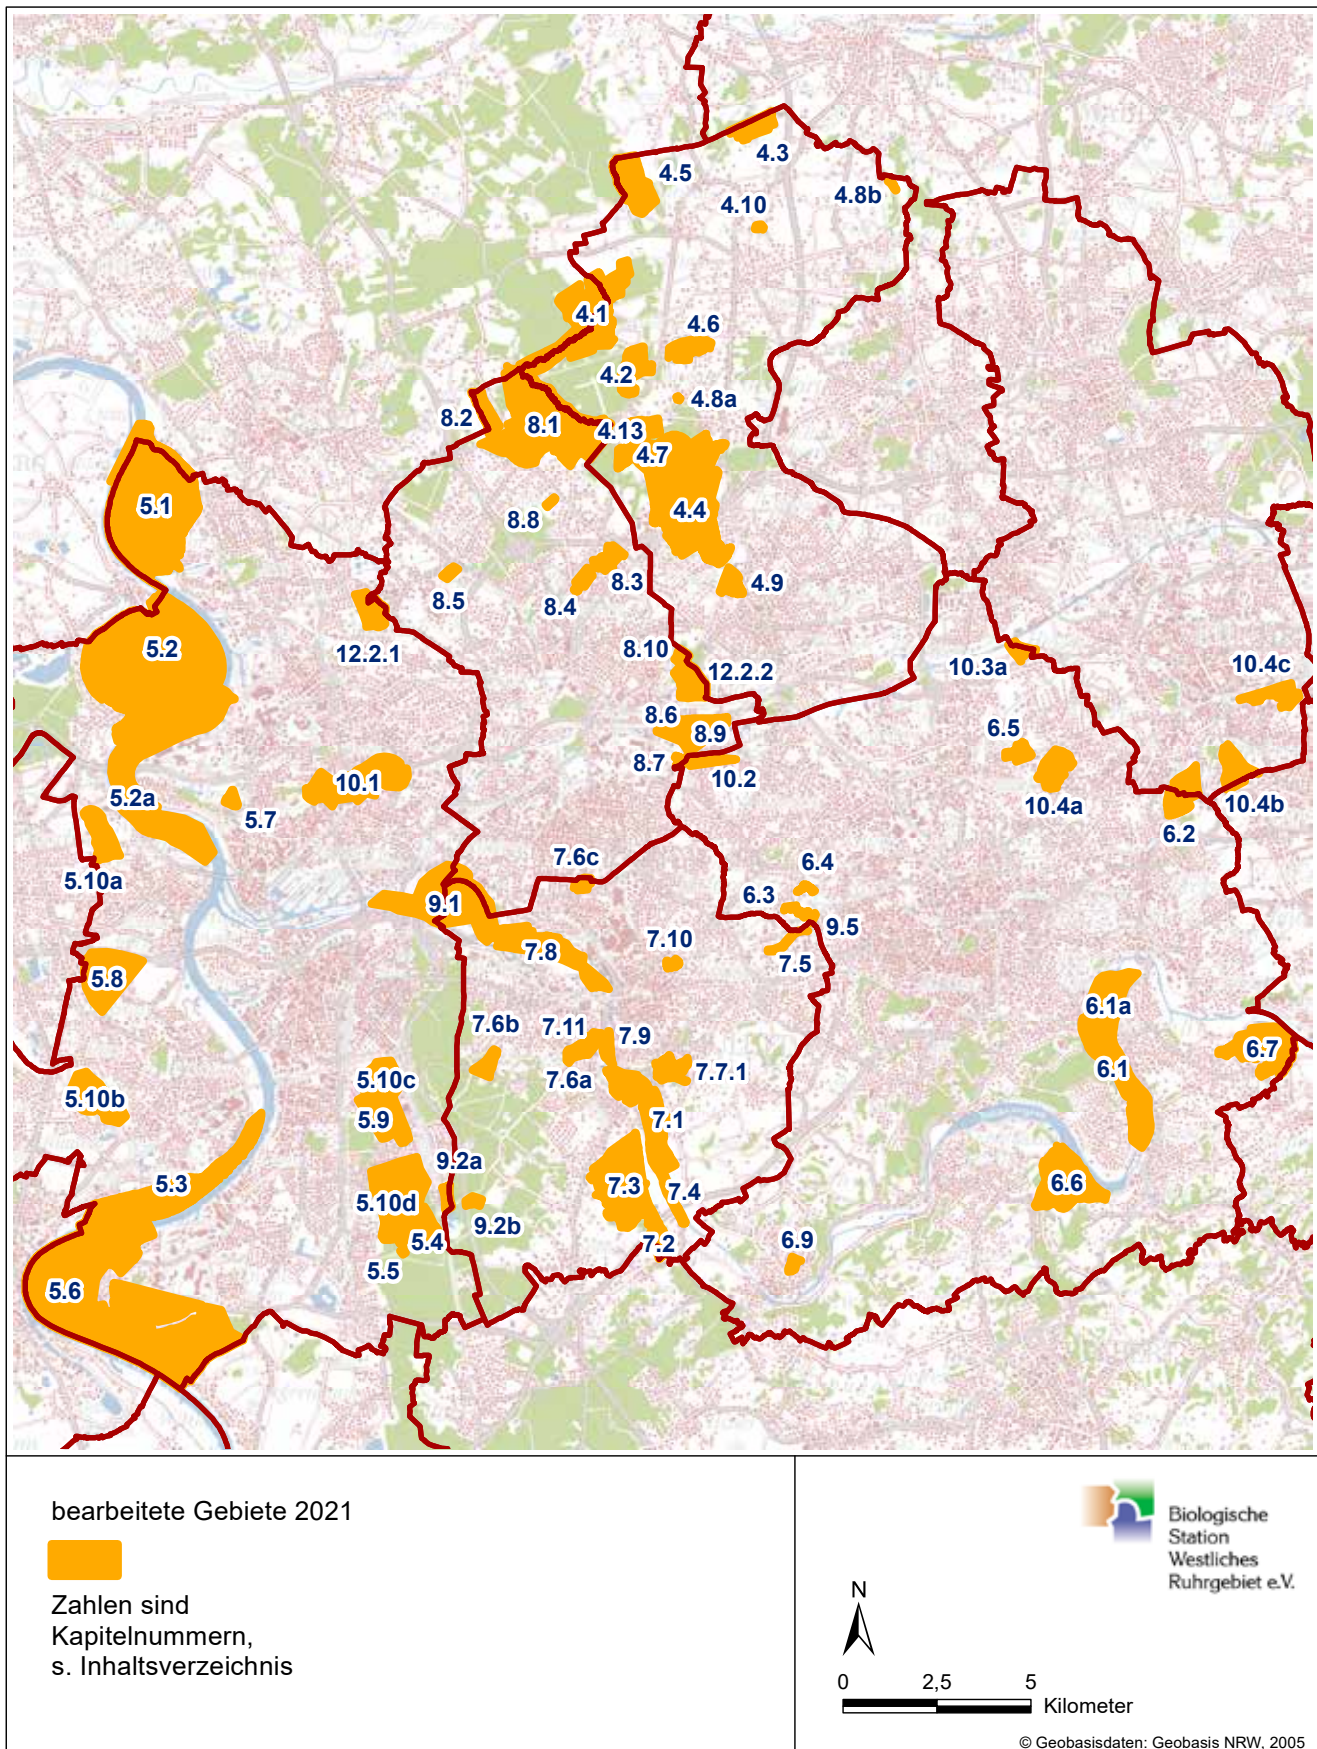 4.3
4.5
4.8b
4.10
4.1
4.6
4.2
4.8a
8.2
8.1
4.13
4.7
5.1
4.4
8.8
8.3
4.9
8.5
8.4
5.2
12.2.1
8.10
12.2.2
10.3a
10.4c
8.6
8.9
6.5
8.7
10.2
10.1
5.2a
5.7
10.4a
10.4b
6.2
5.10a
7.6c
6.4
6.3
9.1
9.5
7.8
7.10
7.5
5.8
6.1a
7.6b
7.11
7.9
6.7
5.10c
7.6a
7.7.1
6.1
5.10b
5.9
7.1
9.2a
5.3
7.3
7.4
6.6
5.10d
9.2b
5.4
7.2
6.9
5.5
5.6
bearbeitete Gebiete 2021
Zahlen sind
Kapitelnummern,
s. Inhaltsverzeichnis
Biologische
Station
Westliches
Ruhrgebiet e.V.
N
0 2,5 5
Kilometer
© Geobasisdaten: Geobasis NRW, 2005